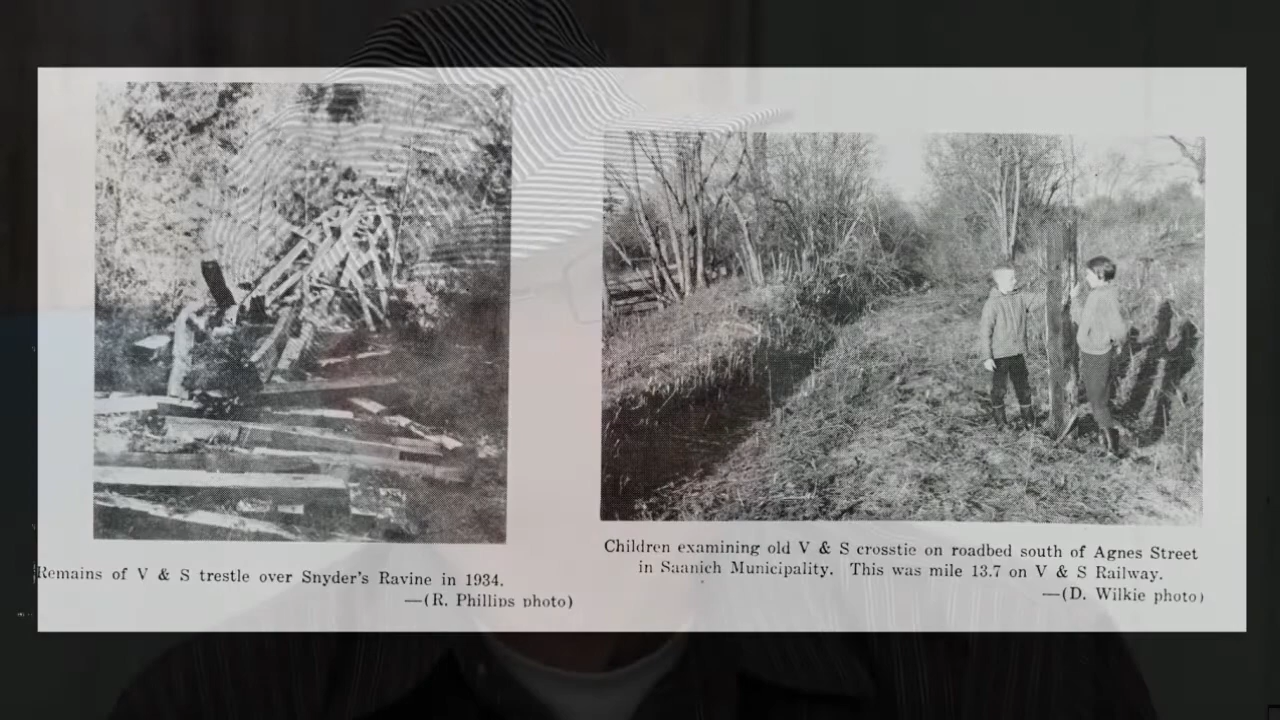 Remains of V & S trestle over Snyder's Ravine in 1934.
—(R. Phillips photo)
Children examining old V & S crosstie on roadbed south of Agnes Street
in Saanich Municipality. This was mile 13.7 on V & S Railway.
—(D. Wilkie photo)